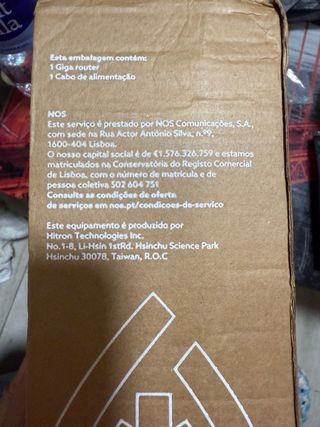 Esta embalagem contém:
1 Giga router
1 Cabo de alimentação
NOS
Este serviço é prestado por NOS Comunicações, S.A.,
com sede na Rua Actor António Silva, n.º9,
1600-404 Lisboa.
O nosso capital social é de €1.576.326.759 e estamos
matriculados na Conservatória do Registo Comercial
de Lisboa, com o número de matrícula e de
pessoa coletiva 502 604 751
Consulte as condições de oferta
de serviços em nos.pt/condicoes-de-servico
Este equipamento é produzido por
Hitron Technologies Inc.
No.1-8, Li-Hsin 1stRd. Hsinchu Science Park
Hsinchu 30078, Taiwan, R.O.C